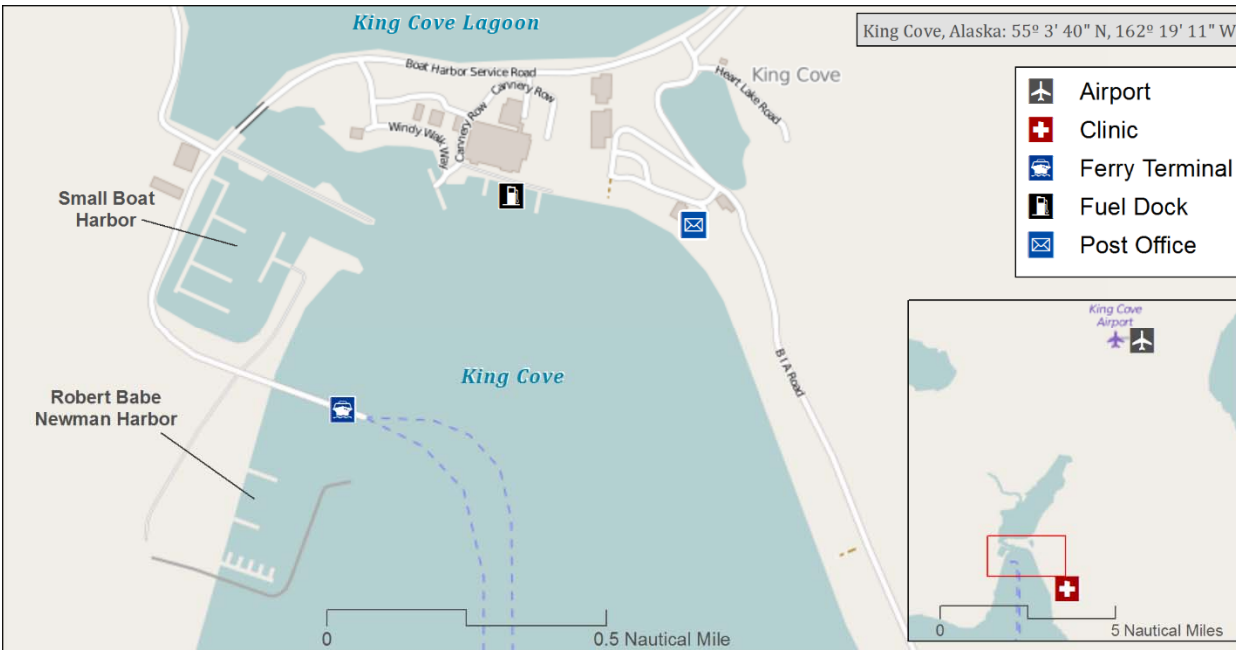 King Cove Lagoon
King Cove, Alaska: 55º 3' 40" N, 162º 19' 11" W
Boat Harbor Service Road
Cannery Row
King Cove
Heart Lake Road
Windy Walk Way
Cannery Row
Airport
Clinic
Ferry Terminal
Fuel Dock
Post Office
Small Boat
Harbor
King Cove
B I A Road
Robert Babe
Newman Harbor
King Cove
Airport
0
0.5 Nautical Mile
0
5 Nautical Miles